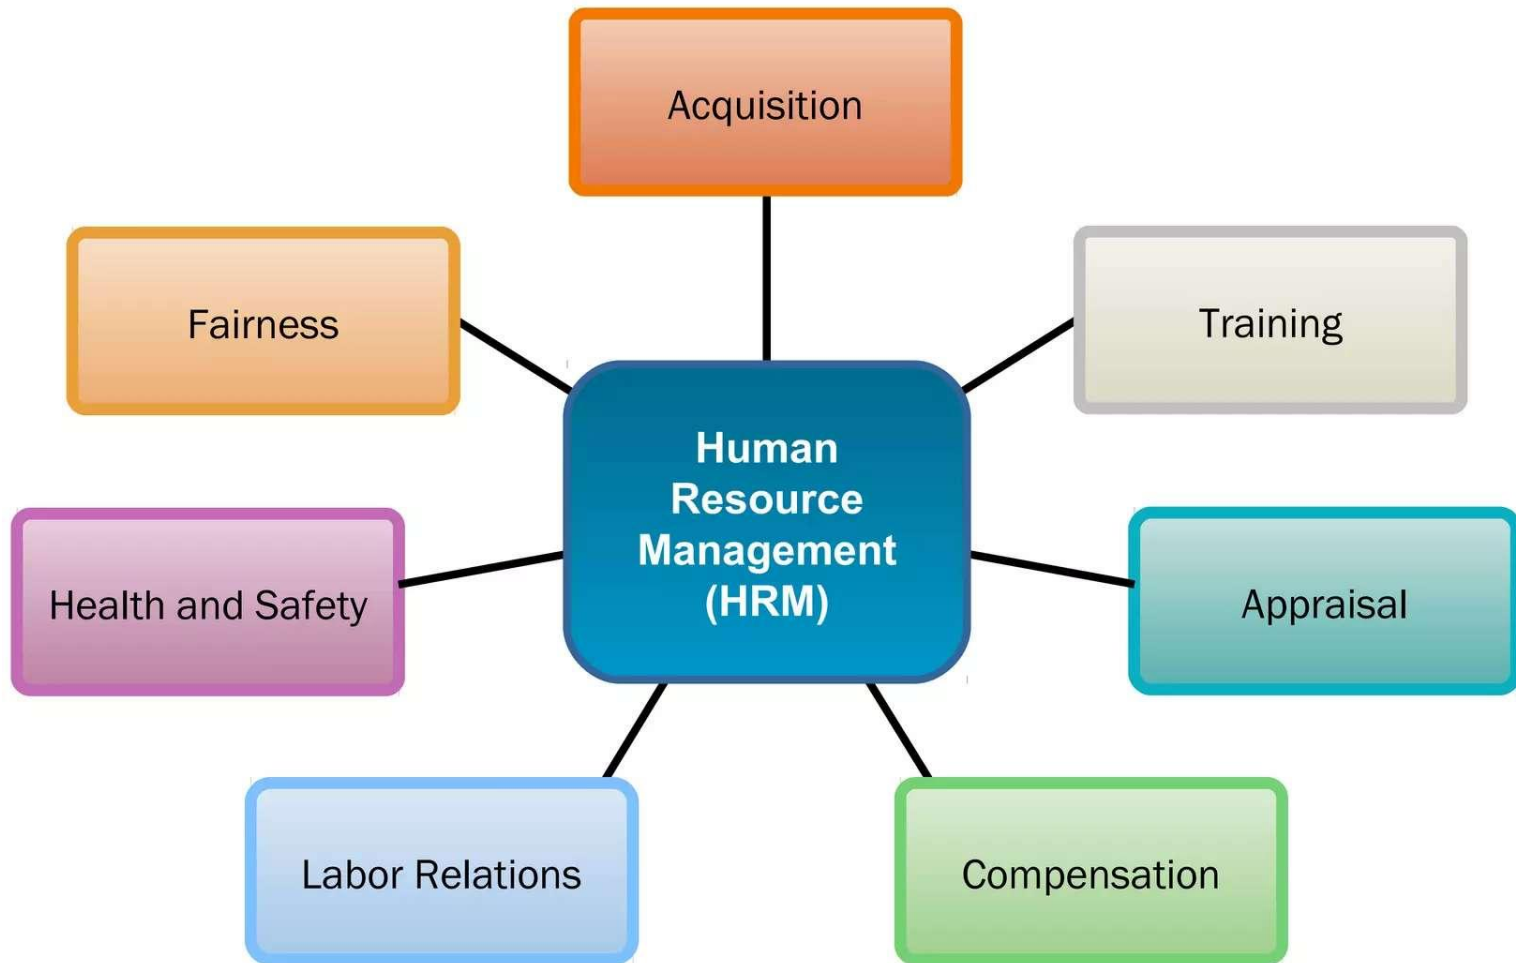 Acquisition
Fairness
Training
Human
Resource
Management
(HRM)
Health and Safety
Appraisal
Labor Relations
Compensation